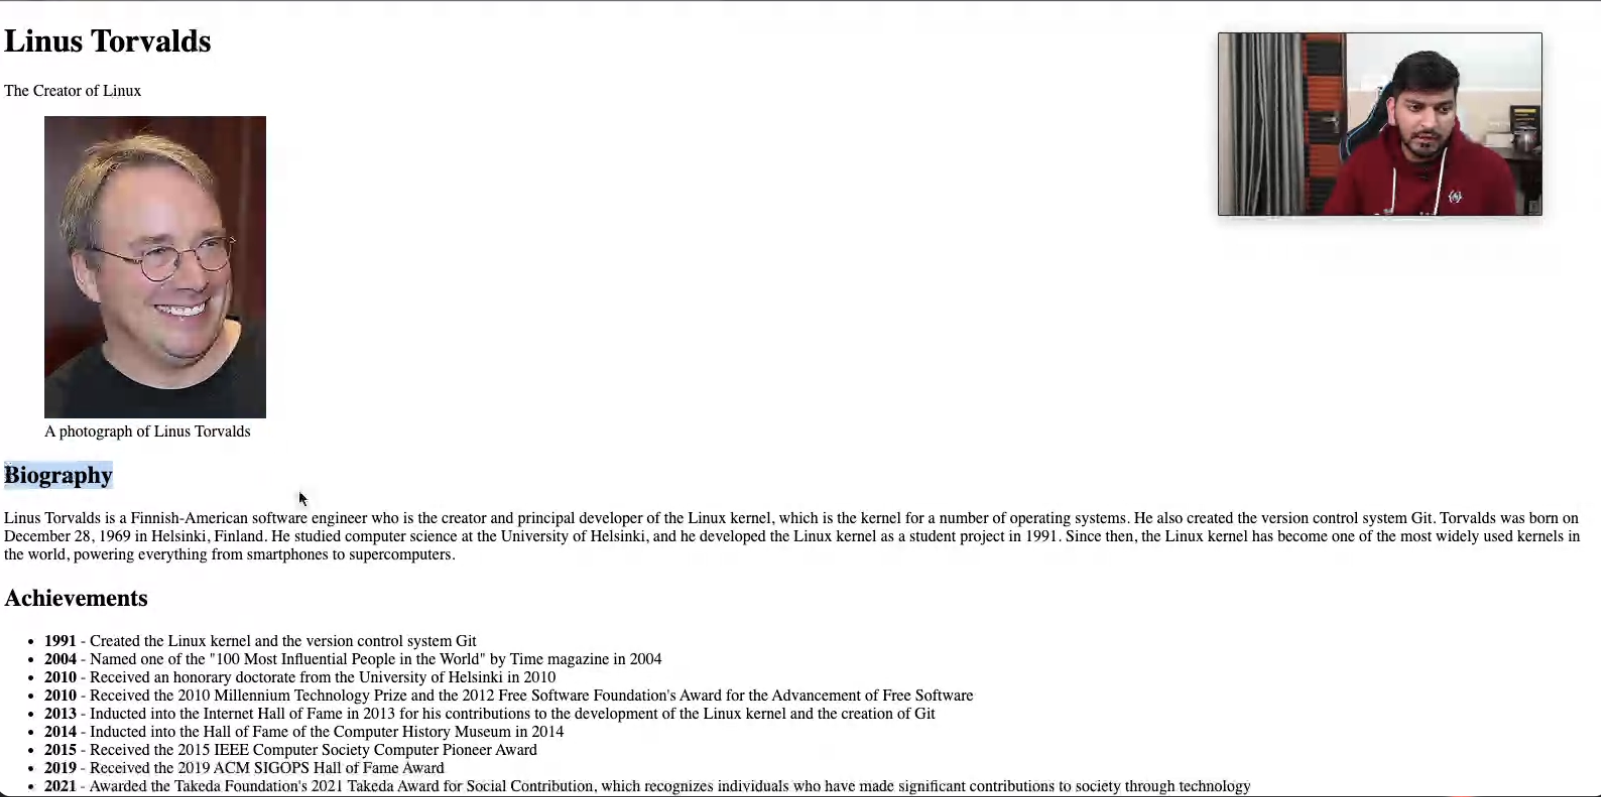 Linus Torvalds
The Creator of Linux
A photograph of Linus Torvalds
Biography
Linus Torvalds is a Finnish-American software engineer who is the creator and principal developer of the Linux kernel, which is the kernel for a number of operating systems. He also created the version control system Git. Torvalds was born on
December 28, 1969 in Helsinki, Finland. He studied computer science at the University of Helsinki, and he developed the Linux kernel as a student project in 1991. Since then, the Linux kernel has become one of the most widely used kernels in
the world, powering everything from smartphones to supercomputers.
Achievements
• 1991 - Created the Linux kernel and the version control system Git
• 2004 - Named one of the "100 Most Influential People in the World" by Time magazine in 2004
• 2010 - Received an honorary doctorate from the University of Helsinki in 2010
• 2010 - Received the 2010 Millennium Technology Prize and the 2012 Free Software Foundation's Award for the Advancement of Free Software
• 2013 - Inducted into the Internet Hall of Fame in 2013 for his contributions to the development of the Linux kernel and the creation of Git
• 2014 - Inducted into the Hall of Fame of the Computer History Museum in 2014
• 2015 - Received the 2015 IEEE Computer Society Computer Pioneer Award
• 2019 - Received the 2019 ACM SIGOPS Hall of Fame Award
• 2021 - Awarded the Takeda Foundation's 2021 Takeda Award for Social Contribution, which recognizes individuals who have made significant contributions to society through technology